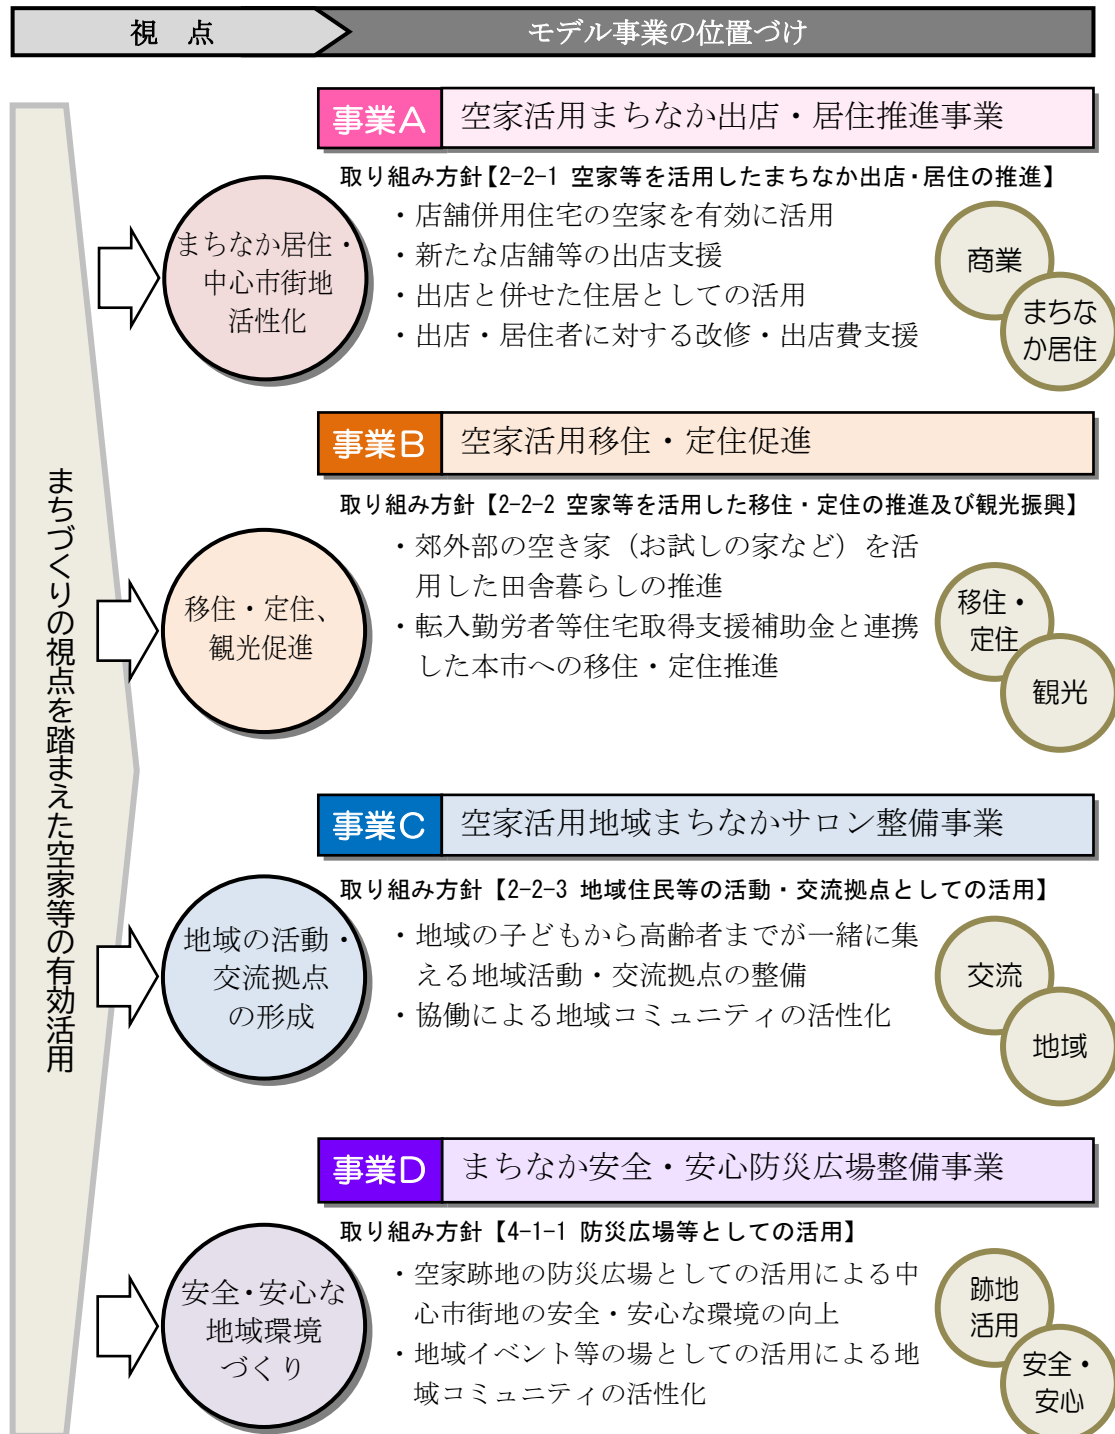 視　点
モデル事業の位置づけ
まちづくりの視点を踏まえた空家等の有効活用
事業A
空家活用まちなか出店・居住推進事業
取り組み方針【2-2-1 空家等を活用したまちなか出店・居住の推進】
まちなか居住・
中心市街地
活性化
・店舗併用住宅の空家を有効に活用
・新たな店舗等の出店支援
・出店と併せた住居としての活用
・出店・居住者に対する改修・出店費支援
商業
まちな
か居住
事業B
空家活用移住・定住促進
取り組み方針【2-2-2 空家等を活用した移住・定住の推進及び観光振興】
移住・定住、
観光促進
・郊外部の空き家（お試しの家など）を活
用した田舎暮らしの推進
・転入勤労者等住宅取得支援補助金と連携
した本市への移住・定住推進
移住・
定住
観光
事業C
空家活用地域まちなかサロン整備事業
取り組み方針【2-2-3 地域住民等の活動・交流拠点としての活用】
地域の活動・
交流拠点
の形成
・地域の子どもから高齢者までが一緒に集
える地域活動・交流拠点の整備
・協働による地域コミュニティの活性化
交流
地域
事業D
まちなか安全・安心防災広場整備事業
取り組み方針【4-1-1 防災広場等としての活用】
安全・安心な
地域環境
づくり
・空家跡地の防災広場としての活用による中
心市街地の安全・安心な環境の向上
・地域イベント等の場としての活用による地
域コミュニティの活性化
跡地
活用
安全・
安心